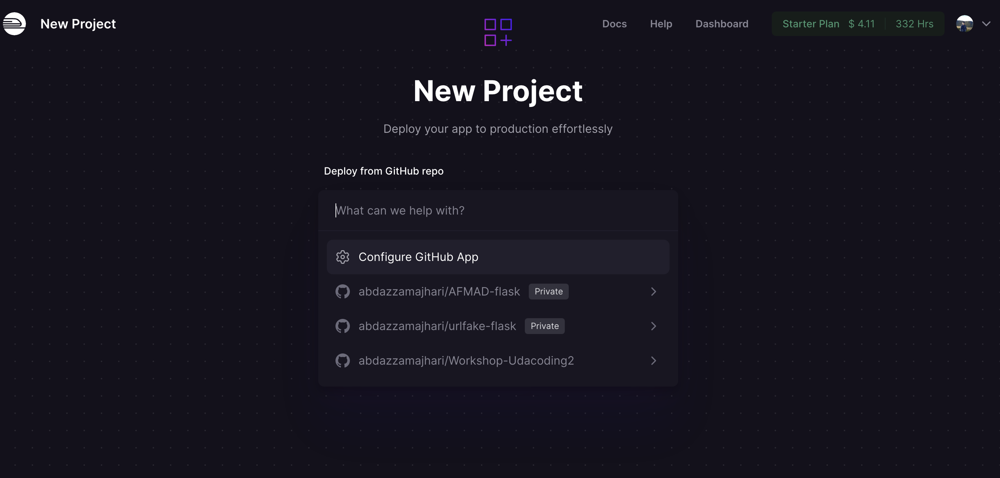 New Project
Docs
Help
Dashboard
Starter Plan $ 4.11 332 Hrs
New Project
Deploy your app to production effortlessly
Deploy from GitHub repo
What can we help with?
Configure GitHub App
abdazzamajhari/AFMAD-flask Private
abdazzamajhari/urlfake-flask Private
abdazzamajhari/Workshop-Udacoding2